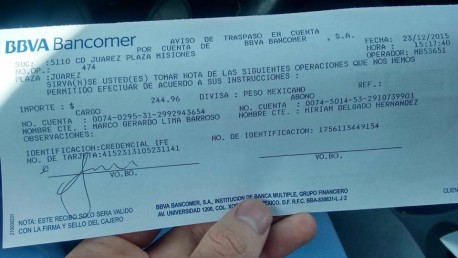 BBVA Bancomer
AVISO DE TRASPASO EN CUENTA
POR CUENTA DE BBVA BANCOMER , S.A.
FECHA : 23/12/2015
SUC: :5110 CD JUAREZ PLAZA MISIONES
HORA : 15:17:40
NO.OP.: 474
OPERADOR: MB53651
PLAZA :JUAREZ
SIRVA(N)SE USTED(ES) TOMAR NOTA DE LAS SIGUIENTES OPERACIONES QUE NOS HEMOS
PERMITIDO EFECTUAR DE ACUERDO A SUS INSTRUCCIONES :
IMPORTE : $ 244.96 DIVISA : PESO MEXICANO REF.:
CARGO ABONO
NO. CUENTA : 0074-0295-31-2992943654 NO. CUENTA : 0074-5014-53-2910739901
NOMBRE CTE. : MARCO GERARDO LIMA BARROSO NOMBRE CTE. : MIRIAM DELGADO HERNANDEZ
OBSERVACIONES:
IDENTIFICACION:CREDENCIAL IFE NO. DE IDENTIFICACION: 1756113449154
NO. DE TARJETA:4152313105231141
VO.BO. VO.BO.
BBVA BANCOMER, S.A., INSTITUCION DE BANCA MULTIPLE, GRUPO FINANCIERO
AV. UNIVERSIDAD 1200, COL. D.F. R.F.C. BBA-830831-L J 2
NOTA: ESTE RECIBO SOLO SERA VALIDO
CON LA FIRMA Y SELLO DEL CAJERO